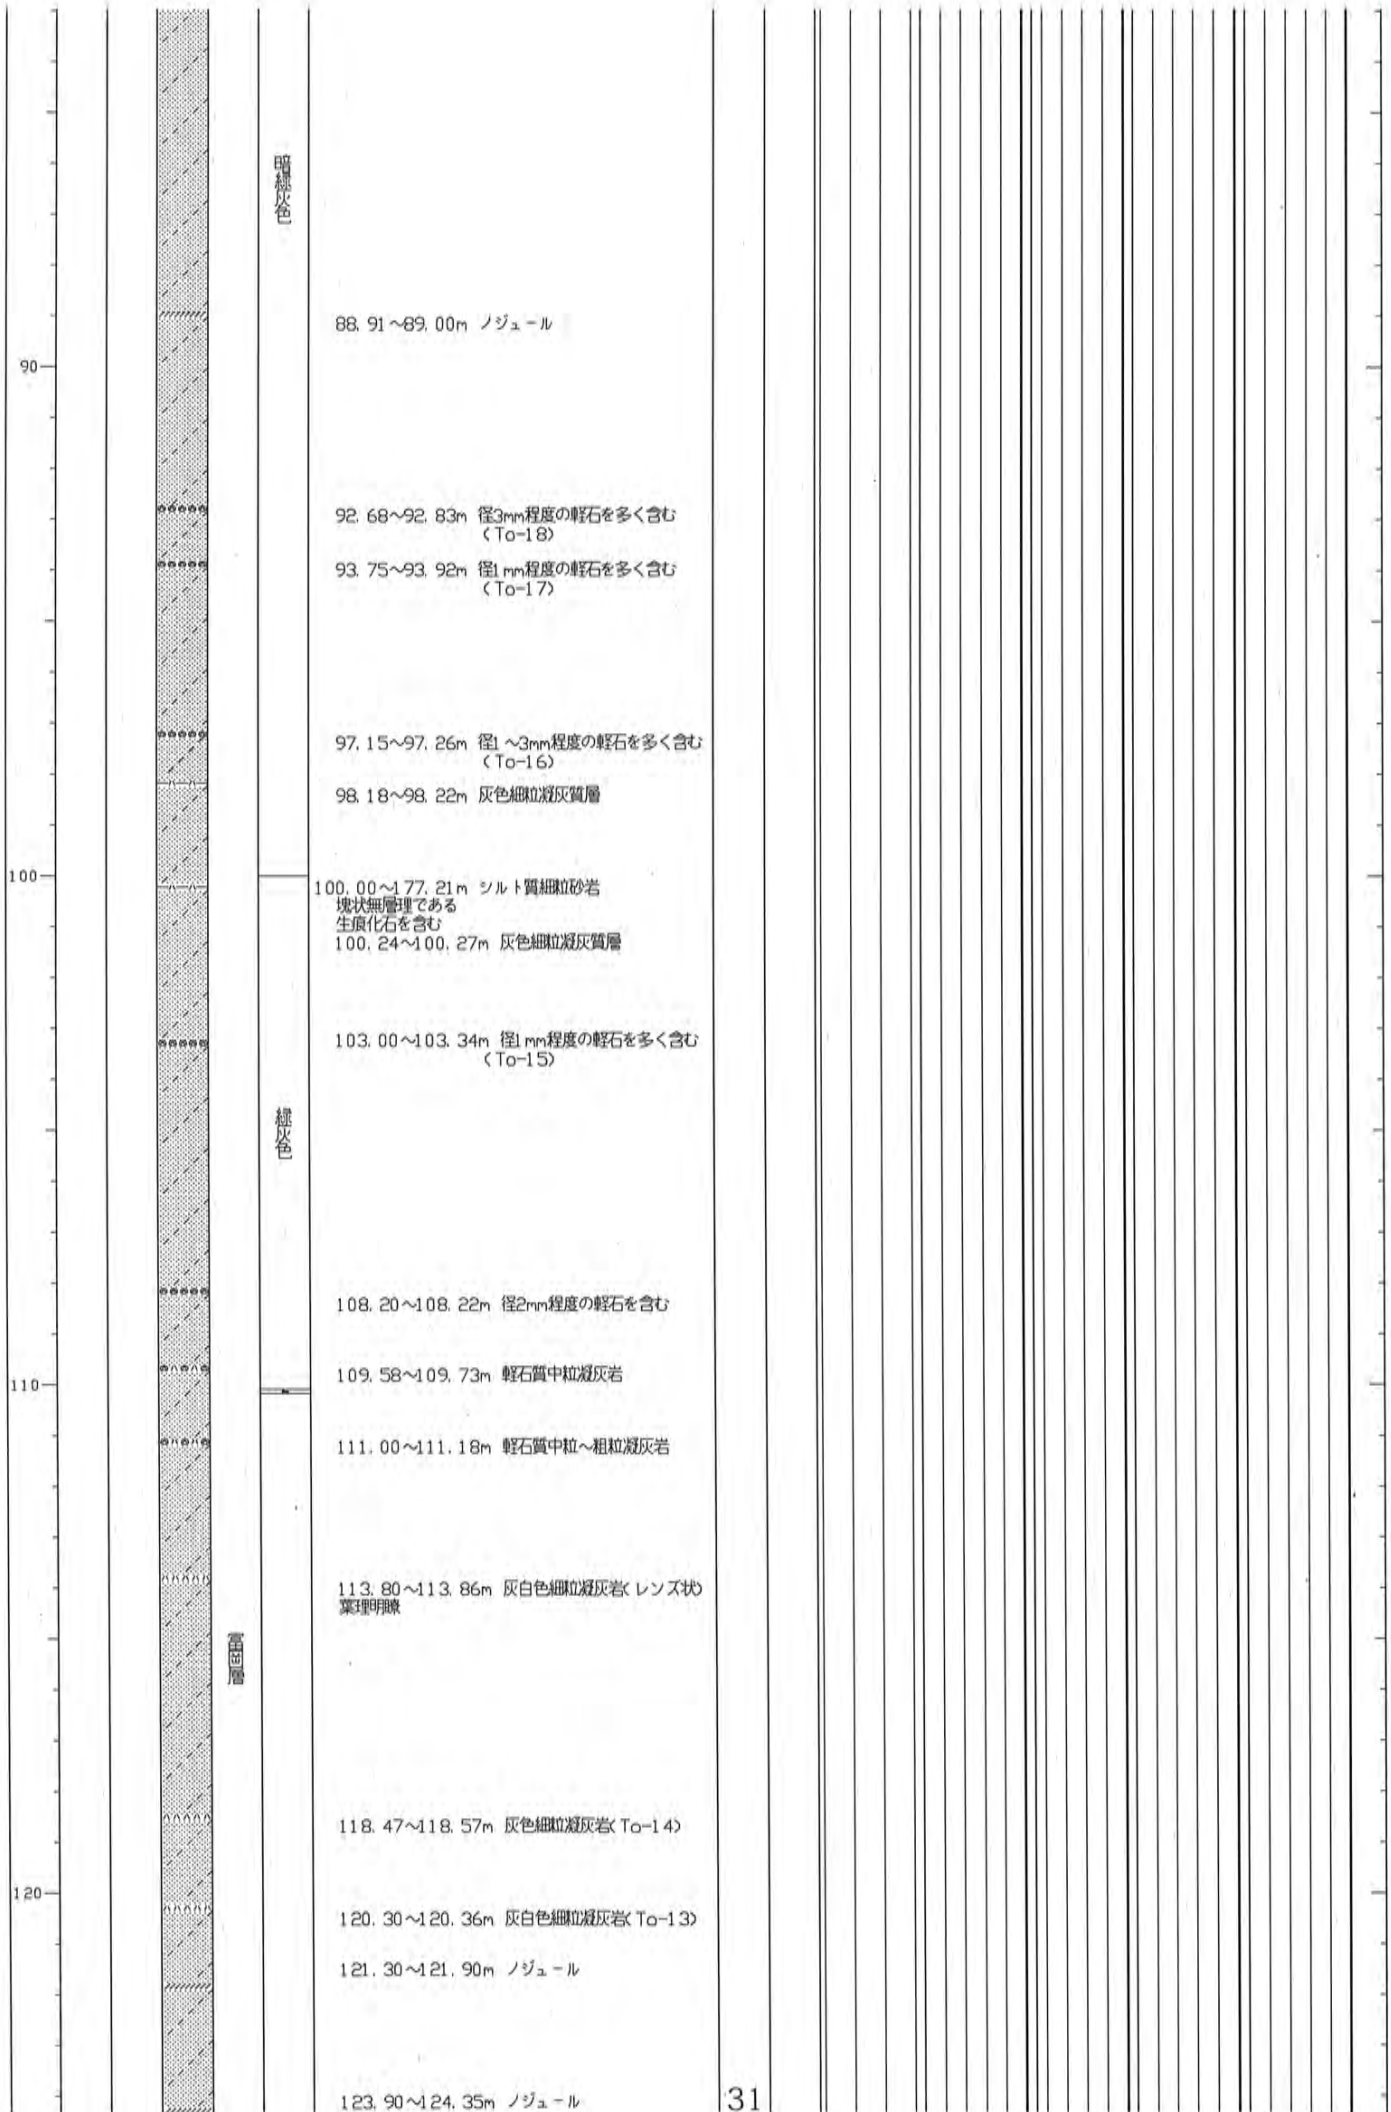 暗緑灰色
88. 91～89. 00m ノジュール
90
92. 68～92. 83m 径3mm程度の軽石を多く含む
(To-18)
93. 75～93. 92m 径1mm程度の軽石を多く含む
(To-17)
97. 15～97. 26m 径1～3mm程度の軽石を多く含む
(To-16)
98. 18～98. 22m 灰色細粒凝灰質層
100
100. 00～177. 21m シルト質細粒砂岩
塊状無層理である
生痕化石を含む
100. 24～100. 27m 灰色細粒凝灰質層
103. 00～103. 34m 径1mm程度の軽石を多く含む
(To-15)
緑灰色
108. 20～108. 22m 径2mm程度の軽石を含む
109. 58～109. 73m 軽石質中粒凝灰岩
110
111. 00～111. 18m 軽石質中粒～粗粒凝灰岩
113. 80～113. 86m 灰白色細粒凝灰岩(レンズ状)
葉理明瞭
富岡層
118. 47～118. 57m 灰色細粒凝灰岩(To-14)
120
120. 30～120. 36m 灰白色細粒凝灰岩(To-13)
121. 30～121. 90m ノジュール
123. 90～124. 35m ノジュール
31